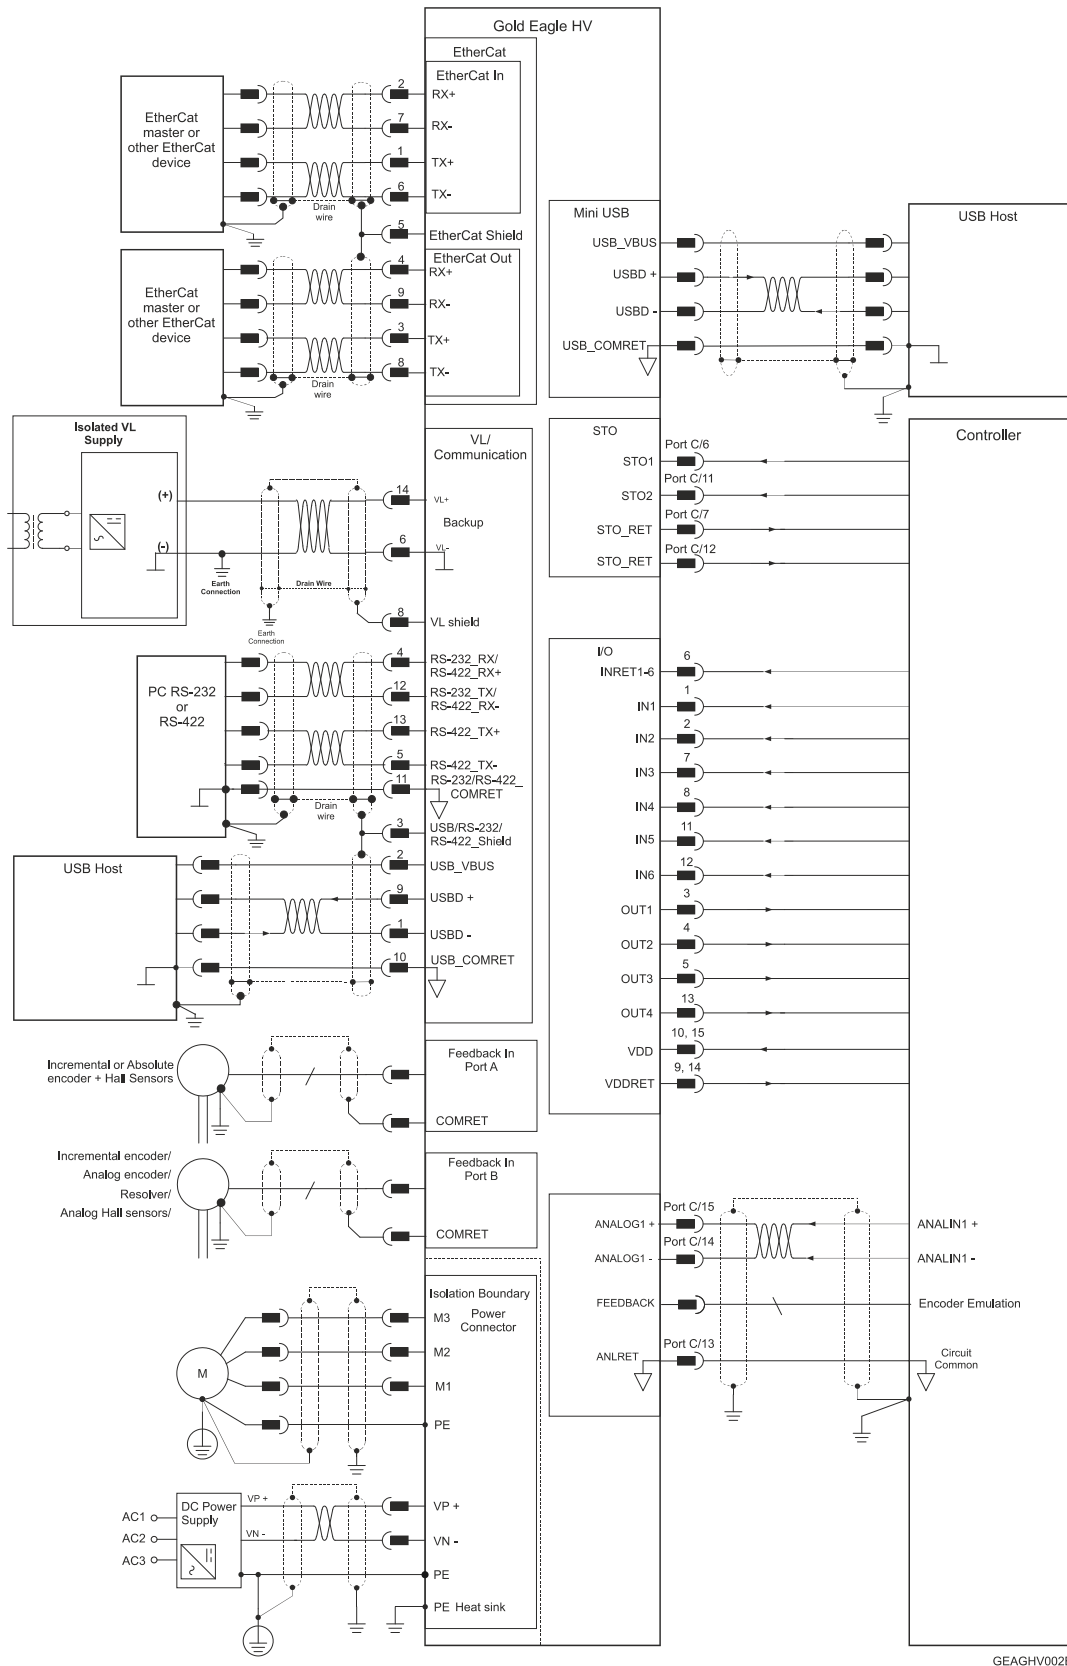 Gold Eagle HV
EtherCat
EtherCat In
EtherCat
master or
other EtherCat
device
2
RX+
7
RX-
1
TX+
6
TX-
Drain
wire
5
EtherCat Shield
EtherCat Out
EtherCat
master or
other EtherCat
device
4
RX+
9
RX-
3
TX+
8
TX-
Drain
wire
Isolated VL
Supply
(+)
(-)
Earth
Connection
Drain Wire
Earth
Connection
VL/
Communication
14
VL+
Backup
6
VL-
8
VL shield
PC RS-232
or
RS-422
4
RS-232_RX/
RS-422_RX+
12
RS-232_TX/
RS-422_RX-
13
RS-422_TX+
5
RS-422_TX-
11
RS-232/RS-422_
COMRET
Drain
wire
3
USB/RS-232/
RS-422_Shield
USB Host
2
USB_VBUS
9
USBD +
1
USBD -
10
USB_COMRET
Incremental or Absolute
encoder + Hall Sensors
Feedback In
Port A
COMRET
Incremental encoder/
Analog encoder/
Resolver/
Analog Hall sensors/
Feedback In
Port B
COMRET
Isolation Boundary
Power
Connector
M
M3
M2
M1
PE
AC1
AC2
AC3
DC Power
Supply
VP +
VN -
VP +
VN -
PE
PE Heat sink
Mini USB
USB_VBUS
USBD +
USBD -
USB_COMRET
USB Host
STO
Port C/6
STO1
Port C/11
STO2
Port C/7
STO_RET
Port C/12
STO_RET
Controller
I/O
6
INRET1-6
1
IN1
2
IN2
7
IN3
8
IN4
11
IN5
12
IN6
3
OUT1
4
OUT2
5
OUT3
13
OUT4
10, 15
VDD
9, 14
VDDRET
Port C/15
ANALOG1 +
ANALIN1 +
Port C/14
ANALOG1 -
ANALIN1 -
FEEDBACK
Encoder Emulation
Port C/13
ANLRET
Circuit
Common
GEAGHV002B